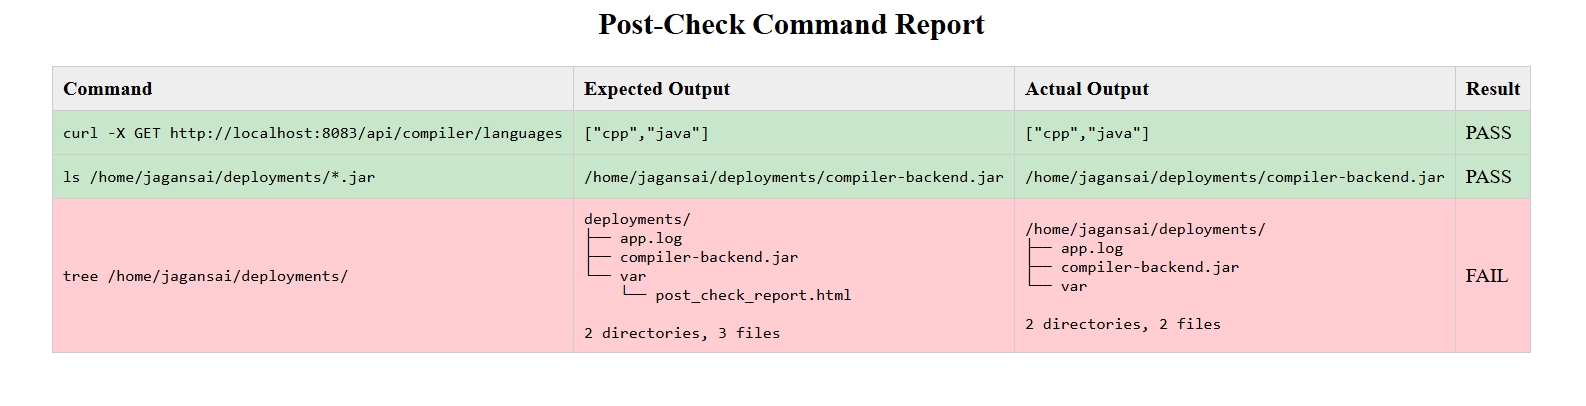 Post-Check Command Report
Command Expected Output Actual Output Result
curl -X GET http://localhost:8083/api/compiler/languages ["cpp","java"] ["cpp","java"] PASS
ls /home/jagansai/deployments/*.jar /home/jagansai/deployments/compiler-backend.jar /home/jagansai/deployments/compiler-backend.jar PASS
tree /home/jagansai/deployments/
deployments/
├── app.log
├── compiler-backend.jar
└── var
    └── post_check_report.html
2 directories, 3 files
/home/jagansai/deployments/
├── app.log
├── compiler-backend.jar
└── var
2 directories, 2 files
FAIL